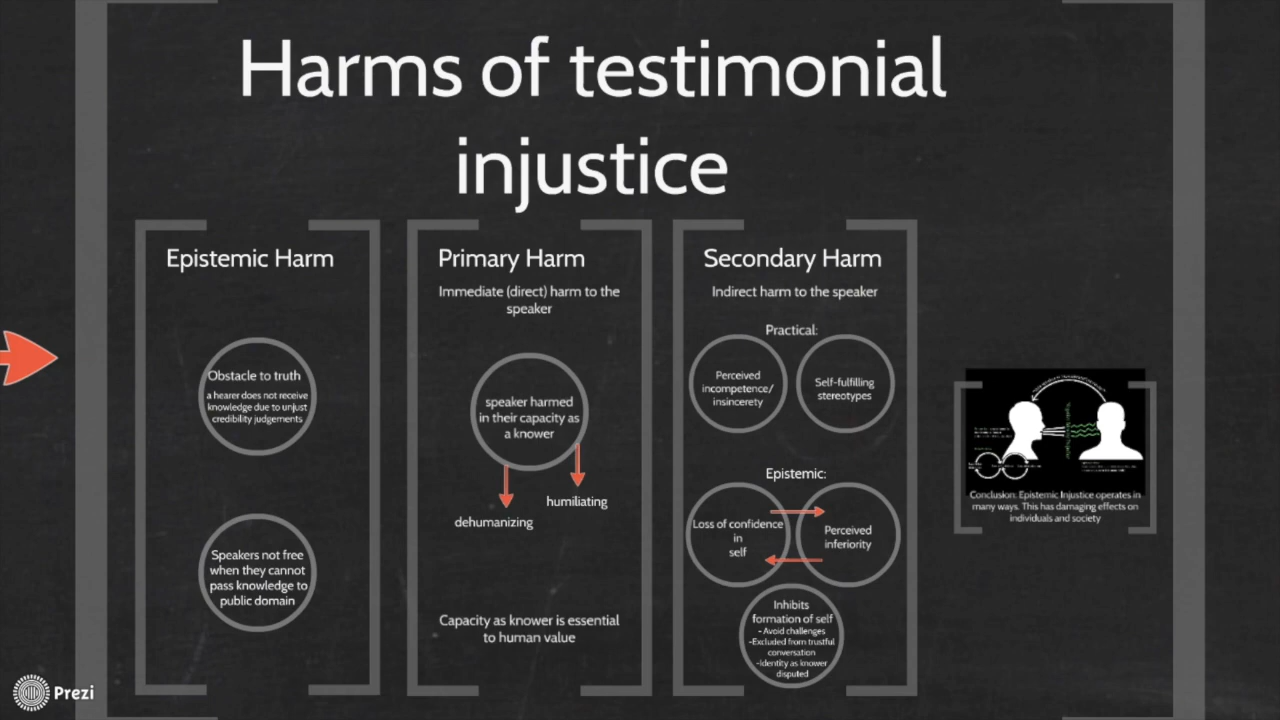 Harms of testimonial
injustice
Epistemic Harm
Obstacle to truth
a hearer does not receive
knowledge due to unjust
credibility judgements
Speakers not free
when they cannot
pass knowledge to
public domain
Primary Harm
Immediate (direct) harm to the
speaker
speaker harmed
in their capacity as
a knower
humiliating
dehumanizing
Capacity as knower is essential
to human value
Secondary Harm
Indirect harm to the speaker
Practical:
Perceived
incompetence/
insincerety
Self-fulfilling
stereotypes
Epistemic:
Loss of confidence
in
self
Perceived
inferiority
Inhibits
formation of self
- Avoid challenges
-Excluded from trustful
conversation
-Identity as knower
disputed
Conclusion: Epistemic Injustice operates in
many ways. This has damaging effects on
individuals and society
Prezi